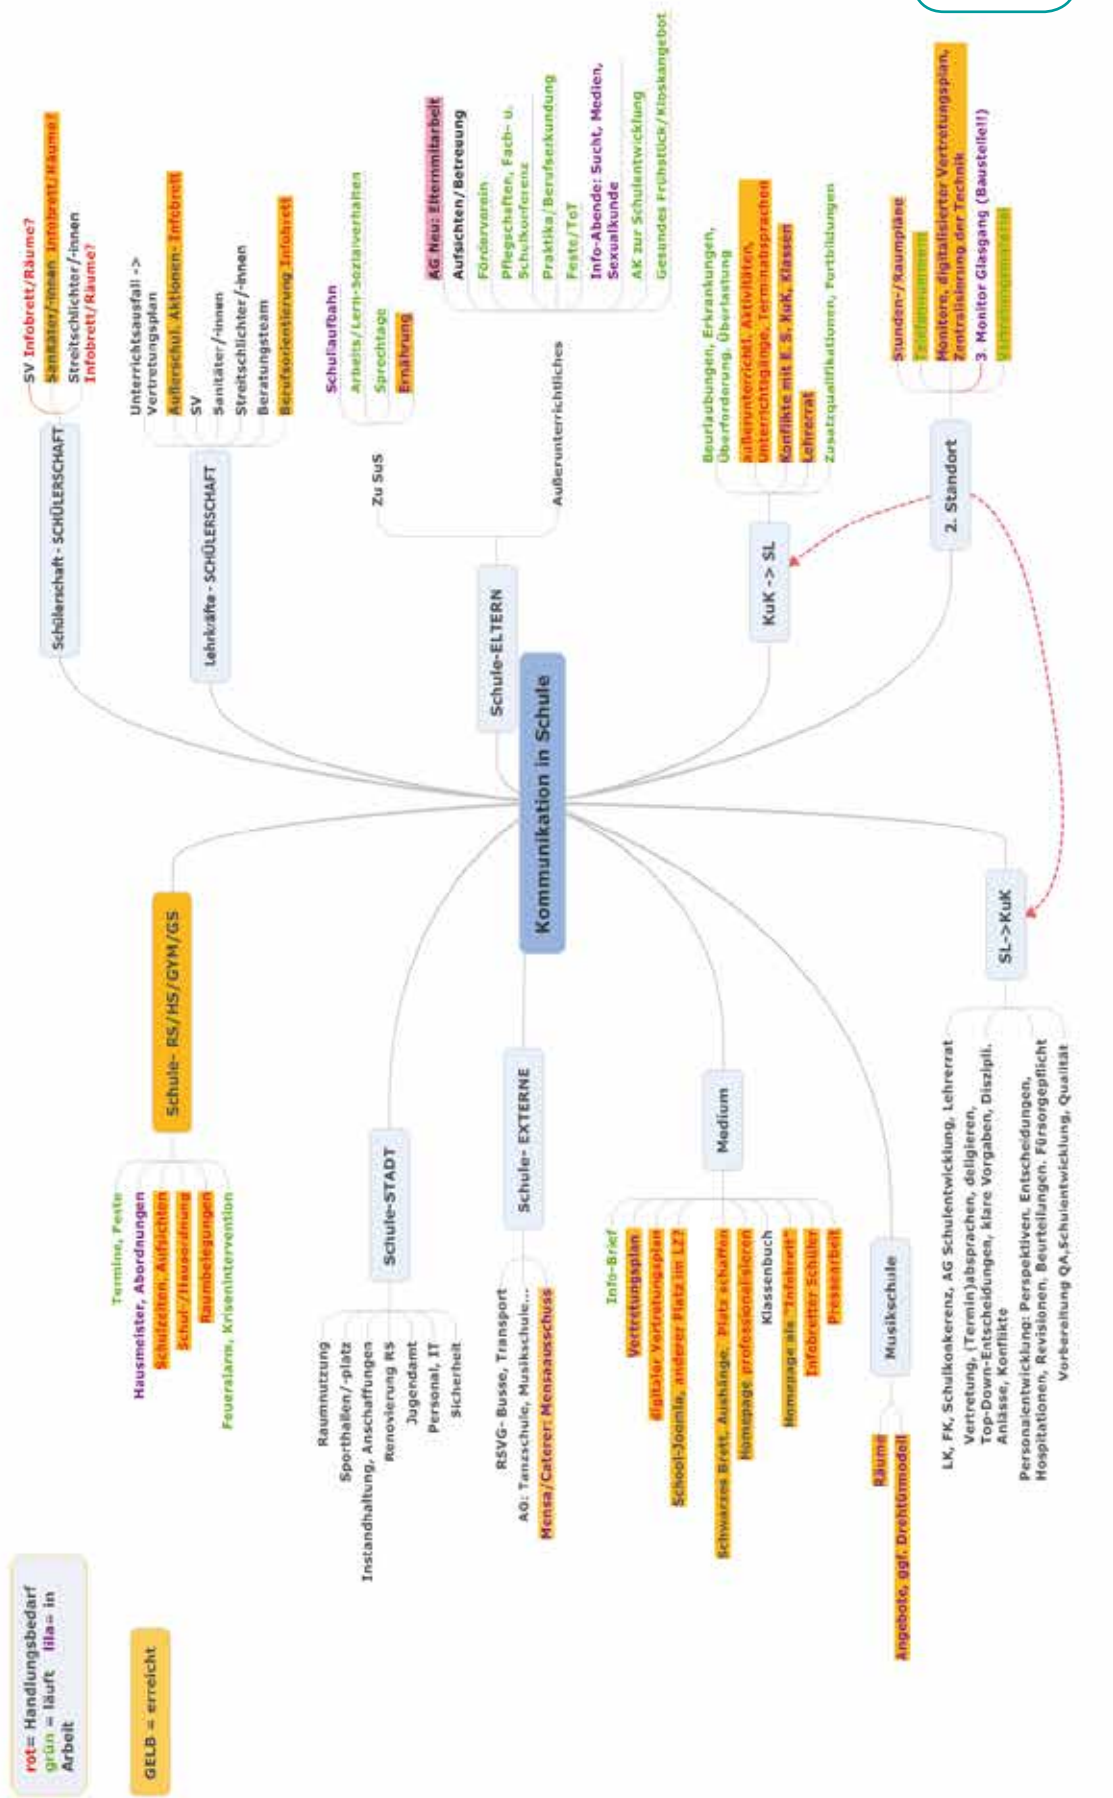 rot= Handlungsbedarf
grün = läuft lila= in
Arbeit
GELB = erreicht
Kommunikation in Schule
Schule- RS/HS/GYM/GS
Termine, Feste
Hausmeister, Abordnungen
Schulzeiten, Aufsichten
Schul-/Hausordnung
Raumbelegungen
Feueralarm, Krisenintervention
Schule-STADT
Raumnutzung
Sporthallen/-platz
Instandhaltung, Anschaffungen
Renovierung RS
Jugendamt
Personal, IT
Sicherheit
Schule- EXTERNE
RSVG- Busse, Transport
AG: Tanzschule, Musikschule...
Mensa/Caterer: Mensaausschuss
Medium
Info-Brief
Vertretungsplan
digitaler Vertretungsplan
School-Joomla, anderer Platz im LZ?
Schwarzes Brett, Aushänge, Platz schaffen
Homepage professionalisieren
Klassenbuch
Homepage als "Infobrett"
Infobretter Schüler
Pressearbeit
Musikschule
Räume
Angebote, ggf. Drehtürmodell
SL->KuK
LK, FK, Schulkonkerenz, AG Schulentwicklung, Lehrerrat
Vertretung, (Termin)absprachen, deligieren,
Top-Down-Entscheidungen, klare Vorgaben, Diszipli.
Anlässe, Konflikte
Personalentwicklung: Perspektiven, Entscheidungen,
Hospitationen, Revisionen, Beurteilungen. Fürsorgepflicht
Vorbereitung QA,Schulentwicklung, Qualität
Schülerschaft - SCHÜLERSCHAFT
SV Infobrett/Räume?
Sanitäter/-innen Infobrett/Räume?
Streitschlichter/-innen
Infobrett/Räume?
Lehrkräfte - SCHÜLERSCHAFT
Unterrichtsausfall ->
Vertretungsplan
Außerschul. Aktionen- Infobrett
SV
Sanitäter/-innen
Streitschlichter/-innen
Beratungsteam
Berufsorientierung Infobrett
Schule-ELTERN
Zu SuS
Schullaufbahn
Arbeits/Lern-Sozialverhalten
Sprechtage
Ernährung
Außerunterrichtliches
AG Neu: Elternmitarbeit
Aufsichten/Betreuung
Förderverein
Pflegschaften, Fach- u.
Schulkonferenz
Praktika/Berufserkundung
Feste/ToT
Info-Abende: Sucht, Medien,
Sexualkunde
AK zur Schulentwicklung
Gesundes Frühstück/Kioskangebot
KuK -> SL
Beurlaubungen, Erkrankungen,
Überforderung, Überlastung
außerunterrichtl. Aktivitäten,
Unterrichtsgänge, Terminabsprachen
Konflikte mit E, S, KuK, Klassen
Lehrerrat
Zusatzqualifikationen, Fortbildungen
2. Standort
Stunden-/Raumpläne
Telefonnummern
Monitore, digitalisierter Vertretungsplan,
Zentralisierung der Technik
3. Monitor Glasgang (Baustelle!!)
Vertretungsmaterial